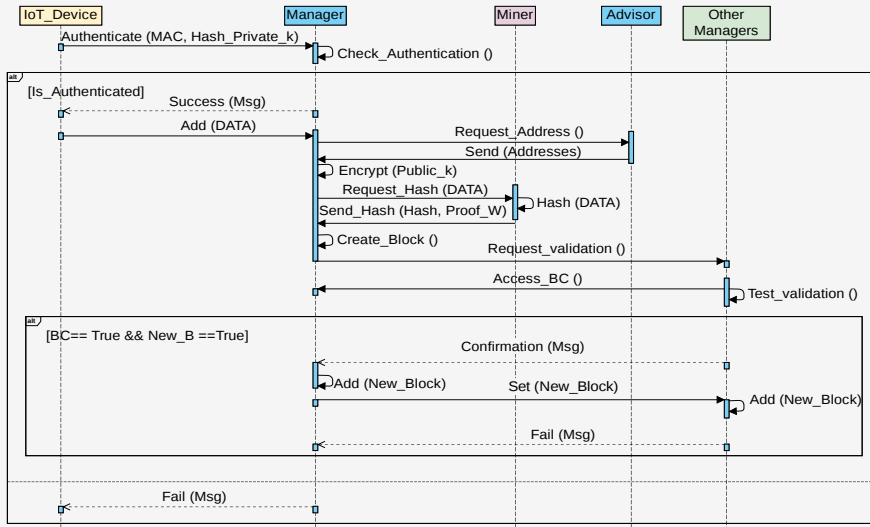 IoT_Device
Manager
Miner
Advisor
Other
Managers
Authenticate (MAC, Hash_Private_k)
Check_Authentication ()
alt
[Is_Authenticated]
Success (Msg)
Add (DATA)
Request_Address ()
Send (Addresses)
Encrypt (Public_k)
Request_Hash (DATA)
Hash (DATA)
Send_Hash (Hash, Proof_W)
Create_Block ()
Request_validation ()
Access_BC ()
Test_validation ()
alt
[BC== True && New_B ==True]
Confirmation (Msg)
Add (New_Block)
Set (New_Block)
Add (New_Block)
Fail (Msg)
Fail (Msg)